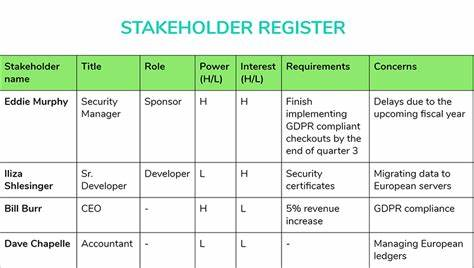 STAKEHOLDER REGISTER
Stakeholder name Title Role Power (H/L) Interest (H/L) Requirements Concerns
Eddie Murphy Security Manager Sponsor H H Finish implementing GDPR compliant checkouts by the end of quarter 3 Delays due to the upcoming fiscal year
Iliza Shlesinger Sr. Developer Developer L H Security certificates Migrating data to European servers
Bill Burr CEO - H L 5% revenue increase GDPR compliance
Dave Chapelle Accountant - L L - Managing European ledgers